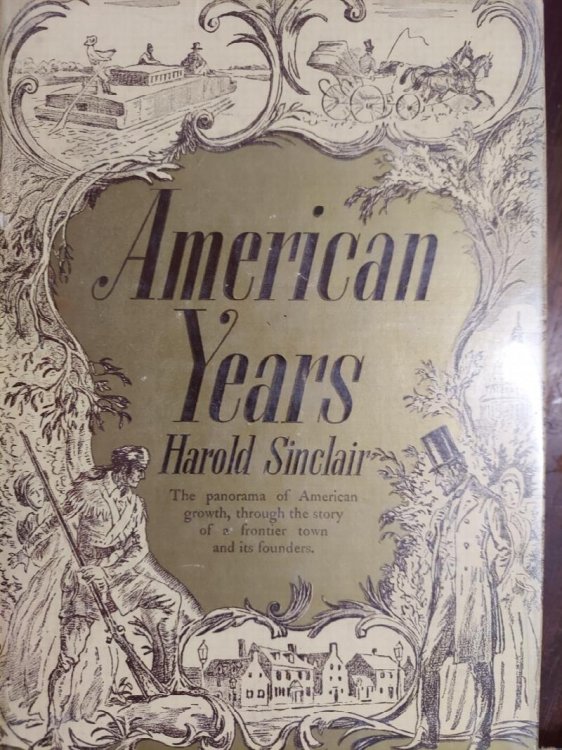 American
Years
Harold Sinclair
The panorama of American
growth, through the story
of a frontier town
and its founders.